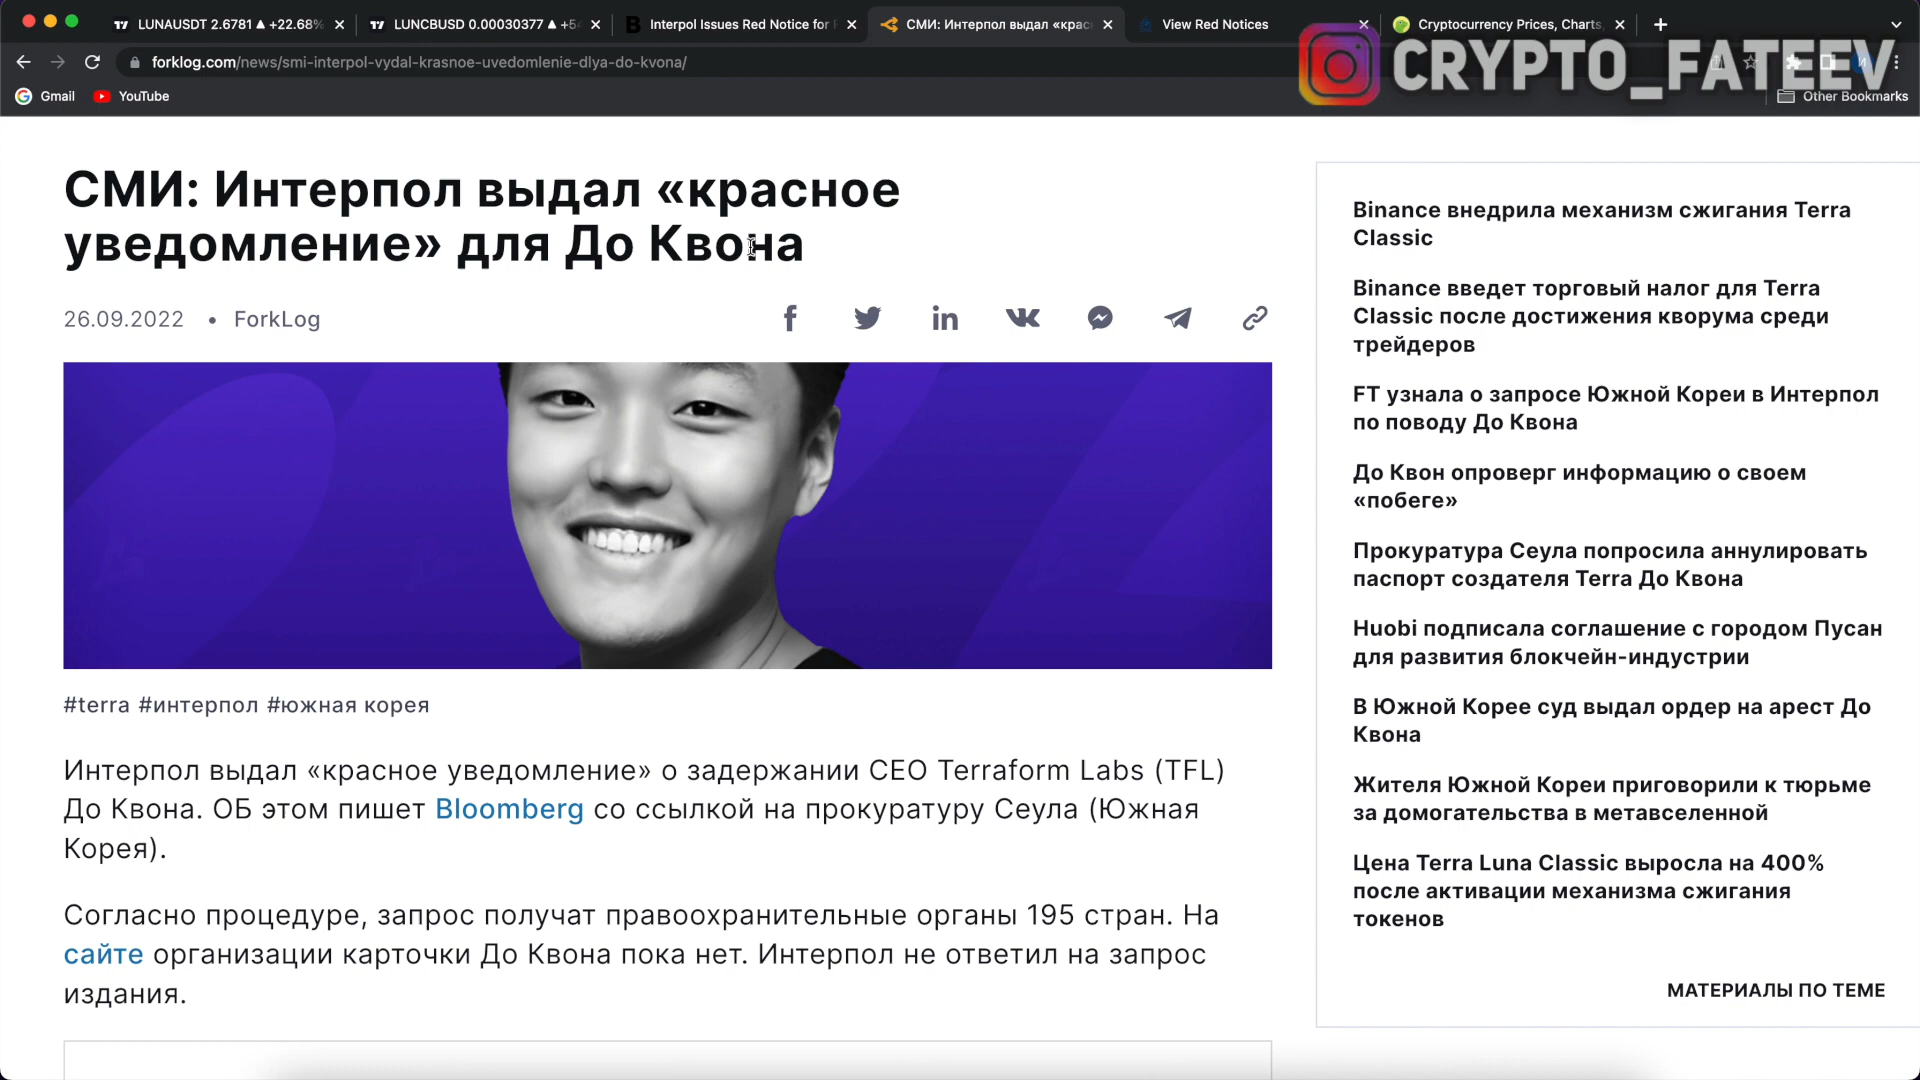 LUNAUSDT 2.6781 ▲ +22.68%
LUNCBUSD 0.00030377 ▲ +5
Interpol Issues Red Notice for
СМИ: Интерпол выдал «крас
View Red Notices
Cryptocurrency Prices, Charts,
forklog.com/news/smi-interpol-vydal-krasnoe-uvedomlenie-dlya-do-kvona/
CRYPTO_FATEEV
Gmail
YouTube
Other Bookmarks
СМИ: Интерпол выдал «красное
уведомление» для До Квона
26.09.2022 • ForkLog
#terra #интерпол #южная корея
Интерпол выдал «красное уведомление» о задержании CEO Terraform Labs (TFL)
До Квона. ОБ этом пишет Bloomberg со ссылкой на прокуратуру Сеула (Южная
Корея).
Согласно процедуре, запрос получат правоохранительные органы 195 стран. На
сайте организации карточки До Квона пока нет. Интерпол не ответил на запрос
издания.
Binance внедрила механизм сжигания Terra
Classic
Binance введет торговый налог для Terra
Classic после достижения кворума среди
трейдеров
FT узнала о запросе Южной Кореи в Интерпол
по поводу До Квона
До Квон опроверг информацию о своем
«побеге»
Прокуратура Сеула попросила аннулировать
паспорт создателя Terra До Квона
Huobi подписала соглашение с городом Пусан
для развития блокчейн-индустрии
В Южной Корее суд выдал ордер на арест До
Квона
Жителя Южной Кореи приговорили к тюрьме
за домогательства в метавселенной
Цена Terra Luna Classic выросла на 400%
после активации механизма сжигания
токенов
МАТЕРИАЛЫ ПО ТЕМЕ